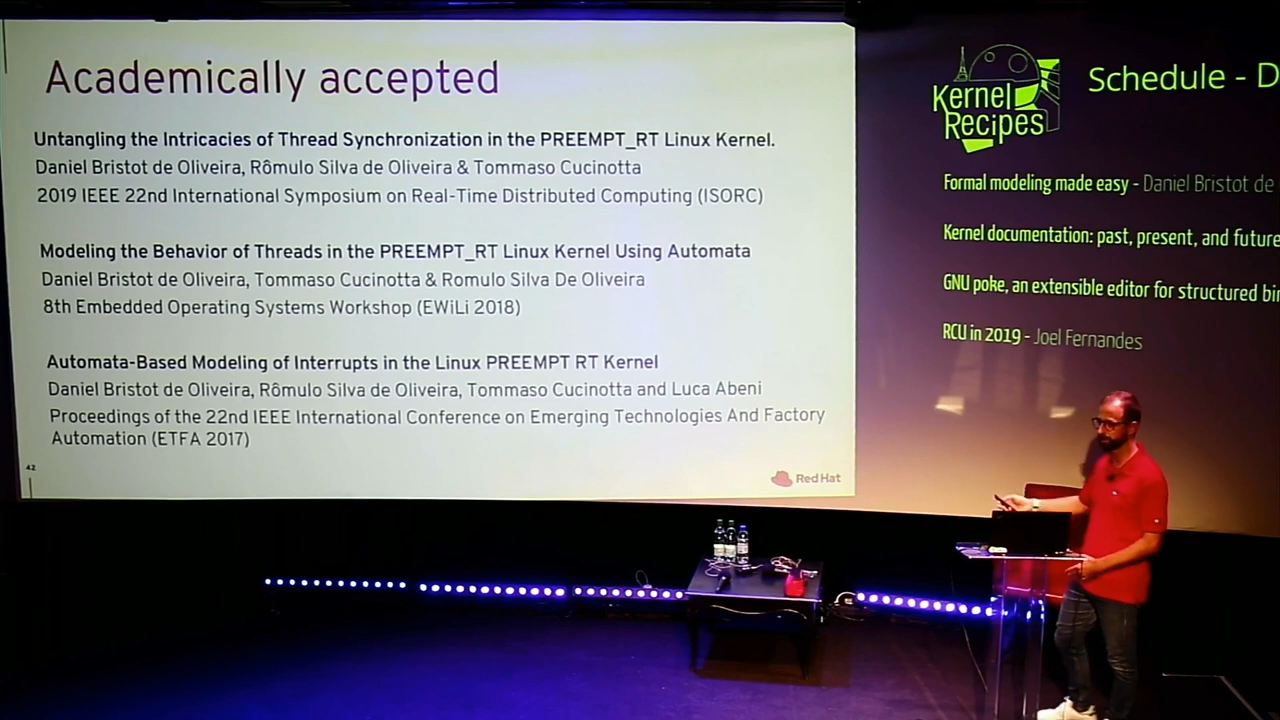 Academically accepted
Untangling the Intricacies of Thread Synchronization in the PREEMPT_RT Linux Kernel.
Daniel Bristot de Oliveira, Rômulo Silva de Oliveira & Tommaso Cucinotta
2019 IEEE 22nd International Symposium on Real-Time Distributed Computing (ISORC)
Modeling the Behavior of Threads in the PREEMPT_RT Linux Kernel Using Automata
Daniel Bristot de Oliveira, Tommaso Cucinotta & Romulo Silva De Oliveira
8th Embedded Operating Systems Workshop (EWiLi 2018)
Automata-Based Modeling of Interrupts in the Linux PREEMPT RT Kernel
Daniel Bristot de Oliveira, Rômulo Silva de Oliveira, Tommaso Cucinotta and Luca Abeni
Proceedings of the 22nd IEEE International Conference on Emerging Technologies And Factory
Automation (ETFA 2017)
42
Red Hat
Kernel
Recipes
Schedule - D
Formal modeling made easy - Daniel Bristot de
Kernel documentation: past, present, and future
GNU poke, an extensible editor for structured bin
RCU in 2019 - Joel Fernandes